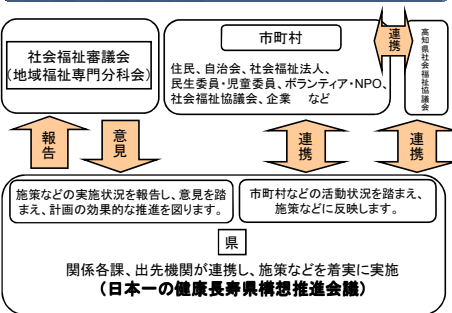 社会福祉審議会
(地域福祉専門分科会)
市町村
住民、自治会、社会福祉法人、
民生委員・児童委員、ボランティア・NPO、
社会福祉協議会、企業　など
連携
高知県社会福祉協議会
報告
意見
連携
連携
施策などの実施状況を報告し、意見を踏
まえ、計画の効果的な推進を図ります。
市町村などの活動状況を踏まえ、
施策などに反映します。
県
関係各課、出先機関が連携し、施策などを着実に実施
(日本一の健康長寿県構想推進会議)